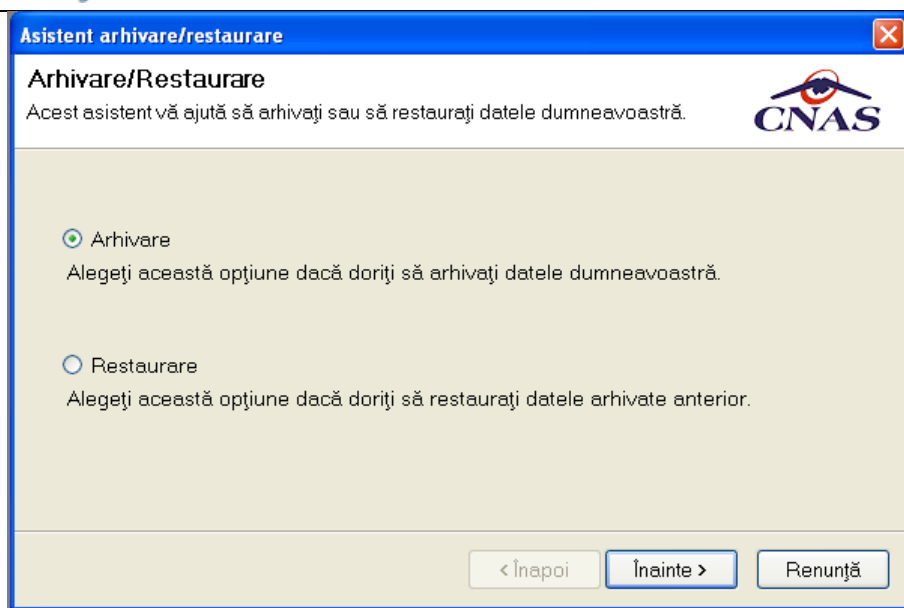 Asistent arhivare/restaurare
Arhivare/Restaurare
Acest asistent vă ajută să arhivaţi sau să restauraţi datele dumneavoastră.
CNAS
Arhivare
Alegeţi această opţiune dacă doriţi să arhivaţi datele dumneavoastră.
Restaurare
Alegeţi această opţiune dacă doriţi să restauraţi datele arhivate anterior.
< Înapoi
Înainte >
Renunţă